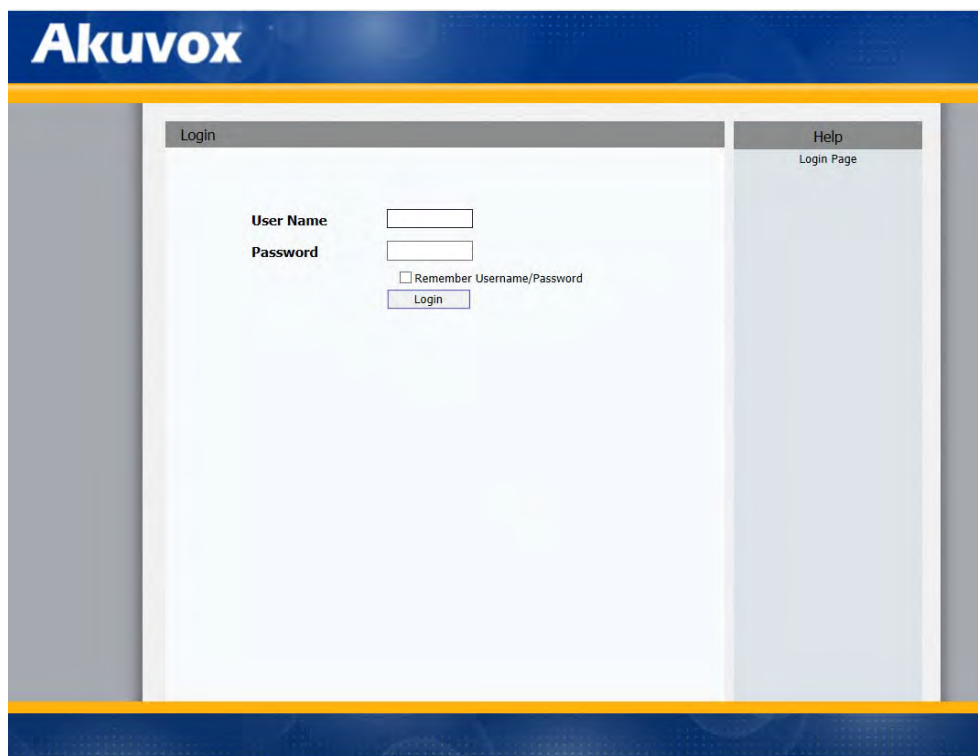 Akuvox
Login
Help
Login Page
User Name
Password
Remember Username/Password
Login